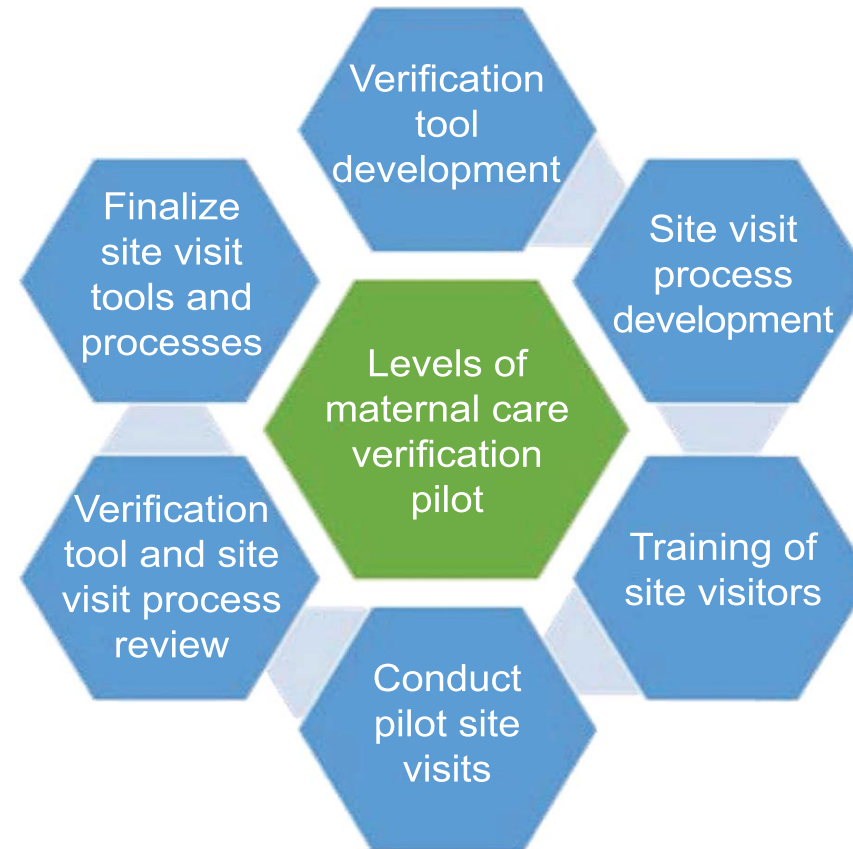 Verification
tool
development
Site visit
process
development
Training of
site visitors
Conduct
pilot site
visits
Verification
tool and site
visit process
review
Finalize
site visit
tools and
processes
Levels of
maternal care
verification
pilot